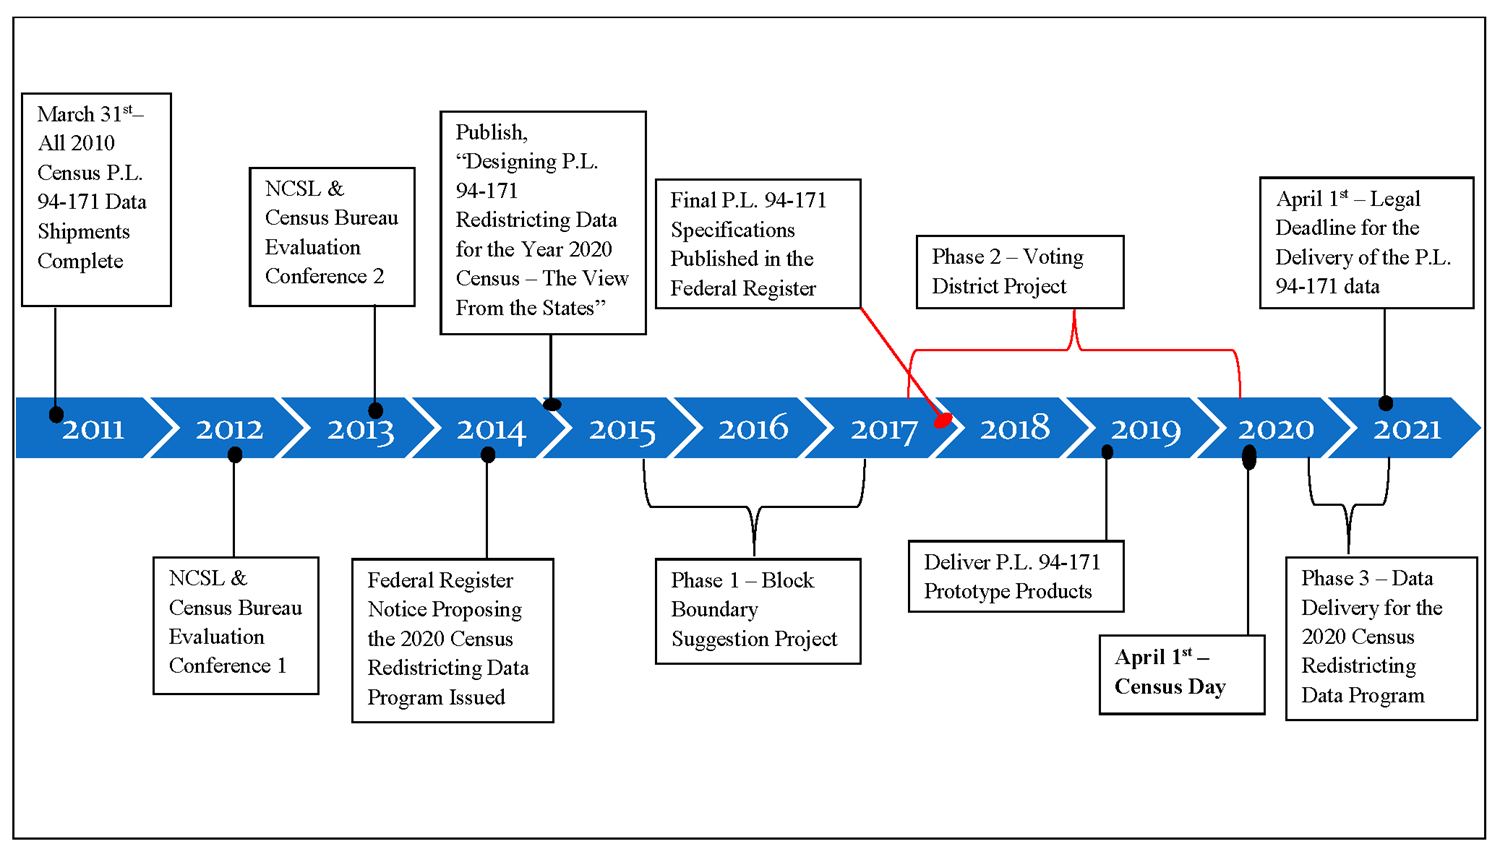 March 31st–
All 2010
Census P.L.
94-171 Data
Shipments
Complete
NCSL &
Census Bureau
Evaluation
Conference 2
Publish,
“Designing P.L.
94-171
Redistricting Data
for the Year 2020
Census – The View
From the States”
Final P.L. 94-171
Specifications
Published in the
Federal Register
Phase 2 – Voting
District Project
April 1st – Legal
Deadline for the
Delivery of the P.L.
94-171 data
2011
2012
2013
2014
2015
2016
2017
2018
2019
2020
2021
NCSL &
Census Bureau
Evaluation
Conference 1
Federal Register
Notice Proposing
the 2020 Census
Redistricting Data
Program Issued
Phase 1 – Block
Boundary
Suggestion Project
Deliver P.L. 94-171
Prototype Products
April 1st –
Census Day
Phase 3 – Data
Delivery for the
2020 Census
Redistricting
Data Program